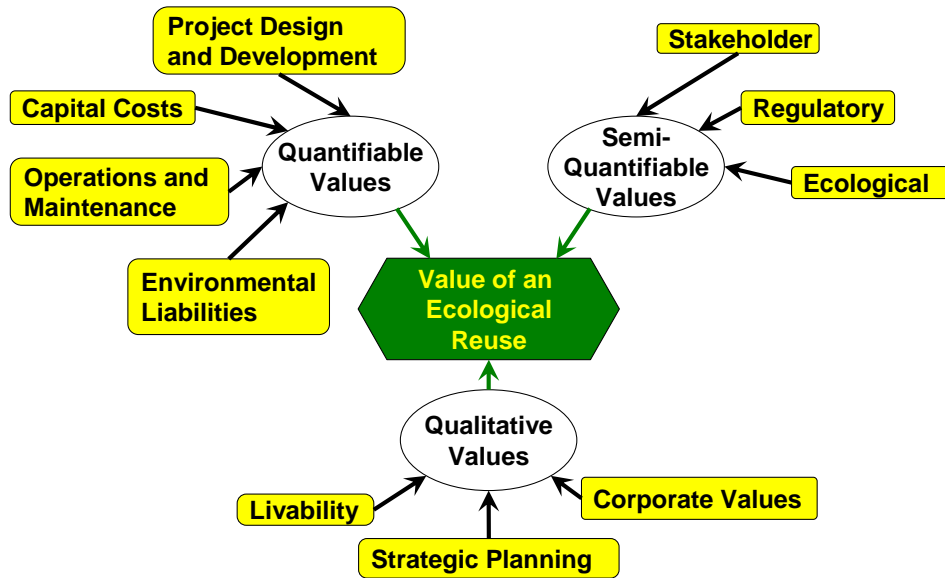 Project Design
and Development
Stakeholder
Capital Costs
Regulatory
Quantifiable
Values
Semi-
Quantifiable
Values
Operations and
Maintenance
Ecological
Environmental
Liabilities
Value of an
Ecological
Reuse
Qualitative
Values
Livability
Corporate Values
Strategic Planning